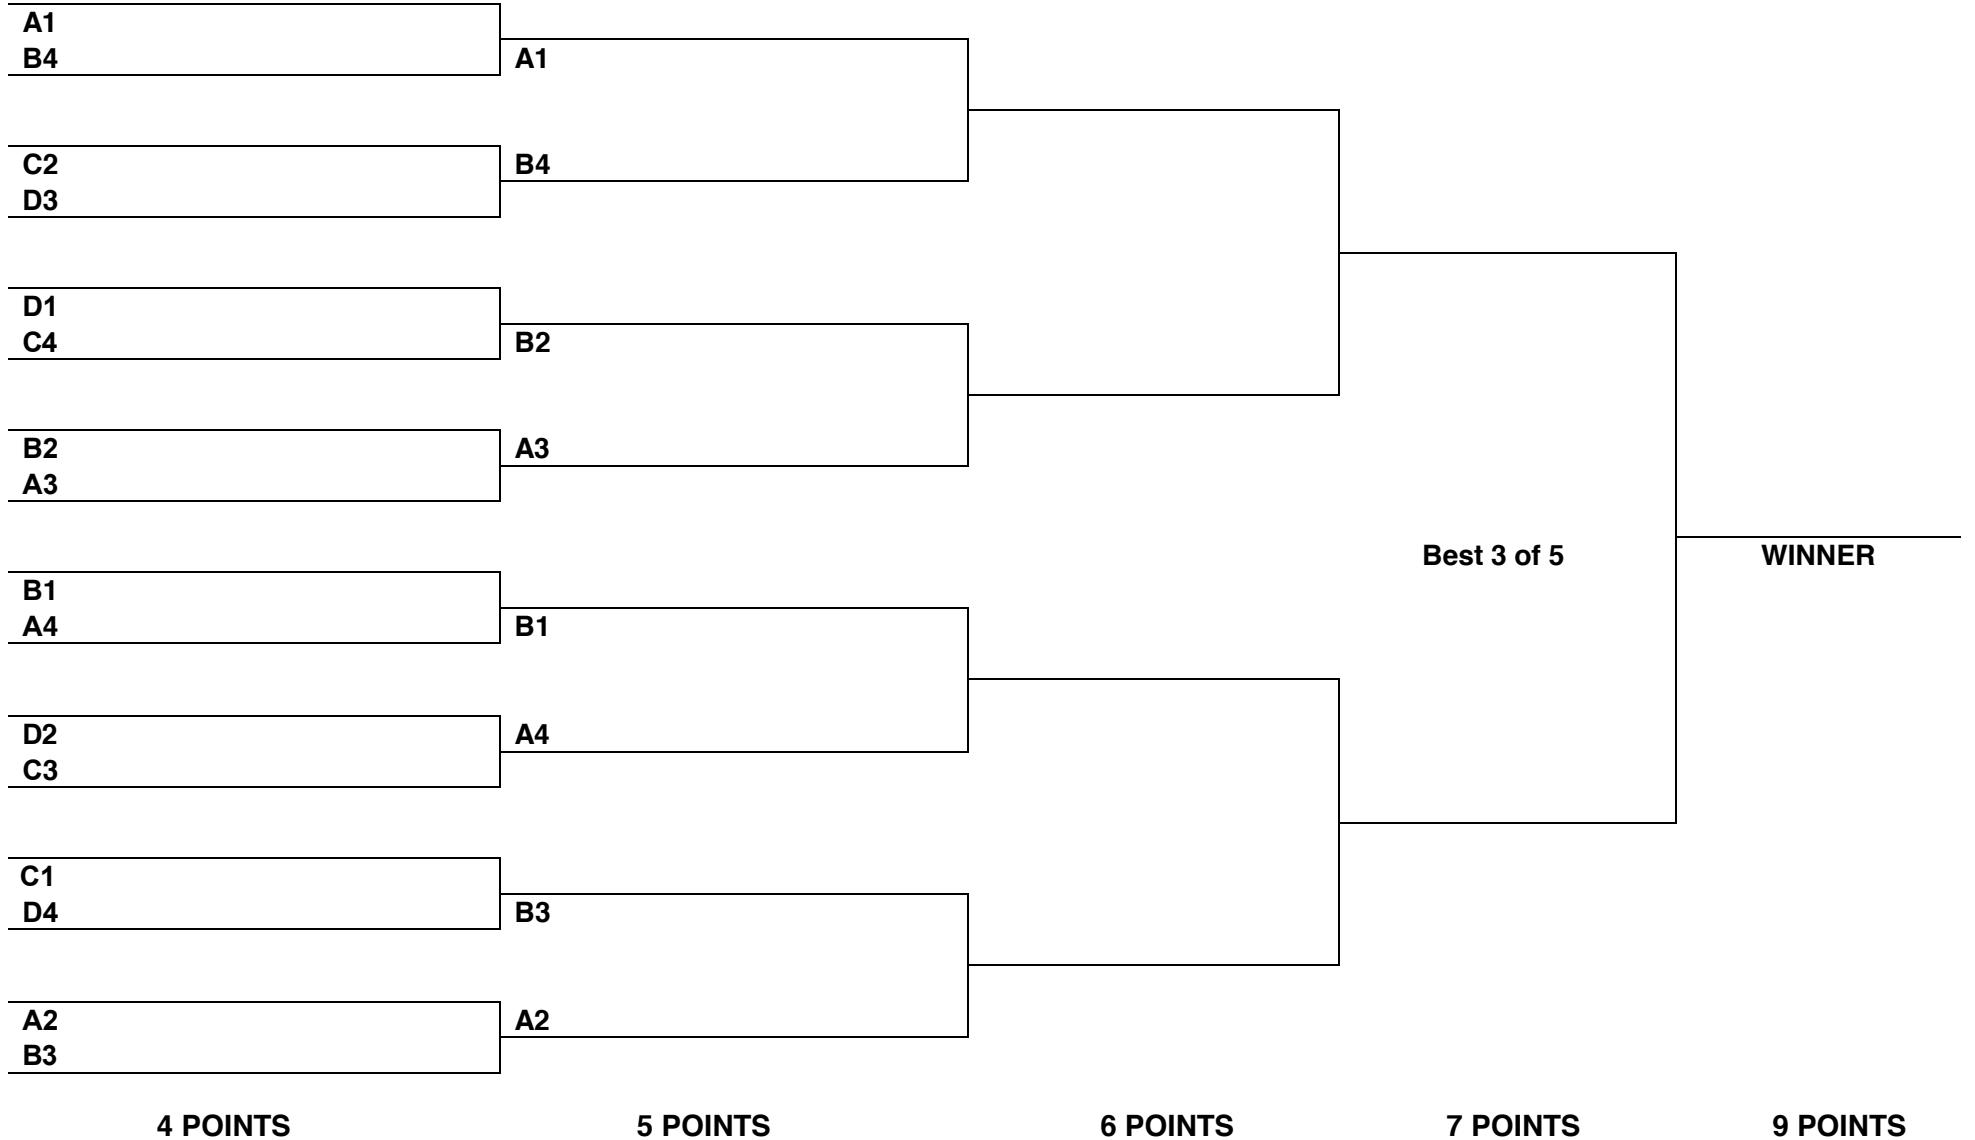 A1
B4
A1
C2
B4
D3
D1
C4
B2
B2
A3
A3
Best 3 of 5
WINNER
B1
A4
B1
D2
A4
C3
C1
D4
B3
A2
A2
B3
4 POINTS
5 POINTS
6 POINTS
7 POINTS
9 POINTS